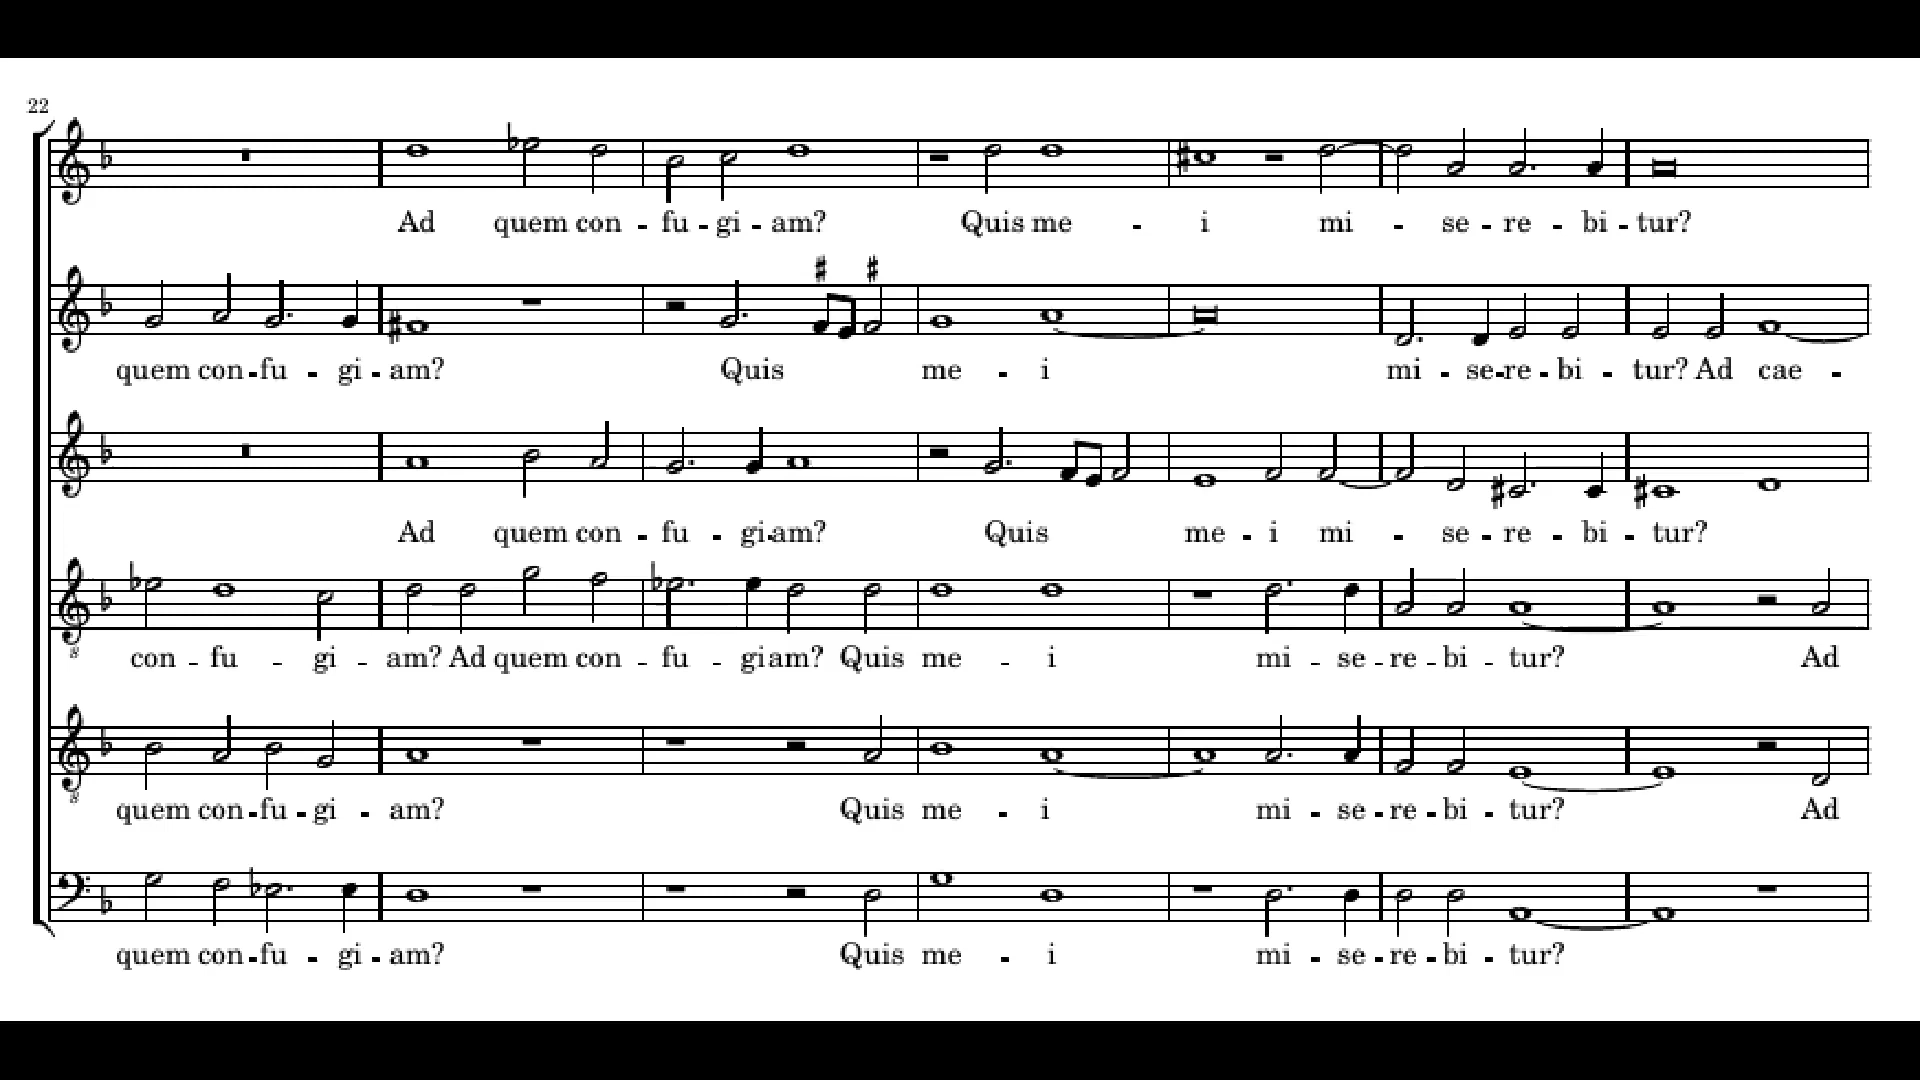 22
Ad quem con - fu - gi - am? Quis me - i mi - se - re - bi - tur?
quem con - fu - gi - am? Quis me - i mi - se - re - bi - tur? Ad cae -
Ad quem con - fu - gi - am? Quis me - i mi - se - re - bi - tur?
8
con - fu - gi - am? Ad quem con - fu - giam? Quis me - i mi - se - re - bi - tur? Ad
8
quem con - fu - gi - am? Quis me - i mi - se - re - bi - tur? Ad
quem con - fu - gi - am? Quis me - i mi - se - re - bi - tur?